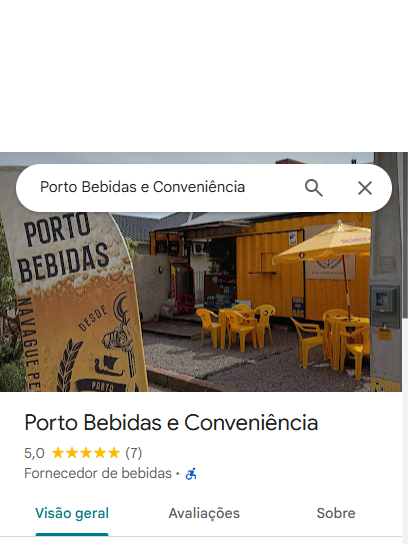 Porto Bebidas e Conveniência
PORTO
BEBIDAS
DESDE
NAVEGUE PE
PORTO
Porto Bebidas e Conveniência
5,0 (7)
Fornecedor de bebidas ·
Visão geral Avaliações Sobre